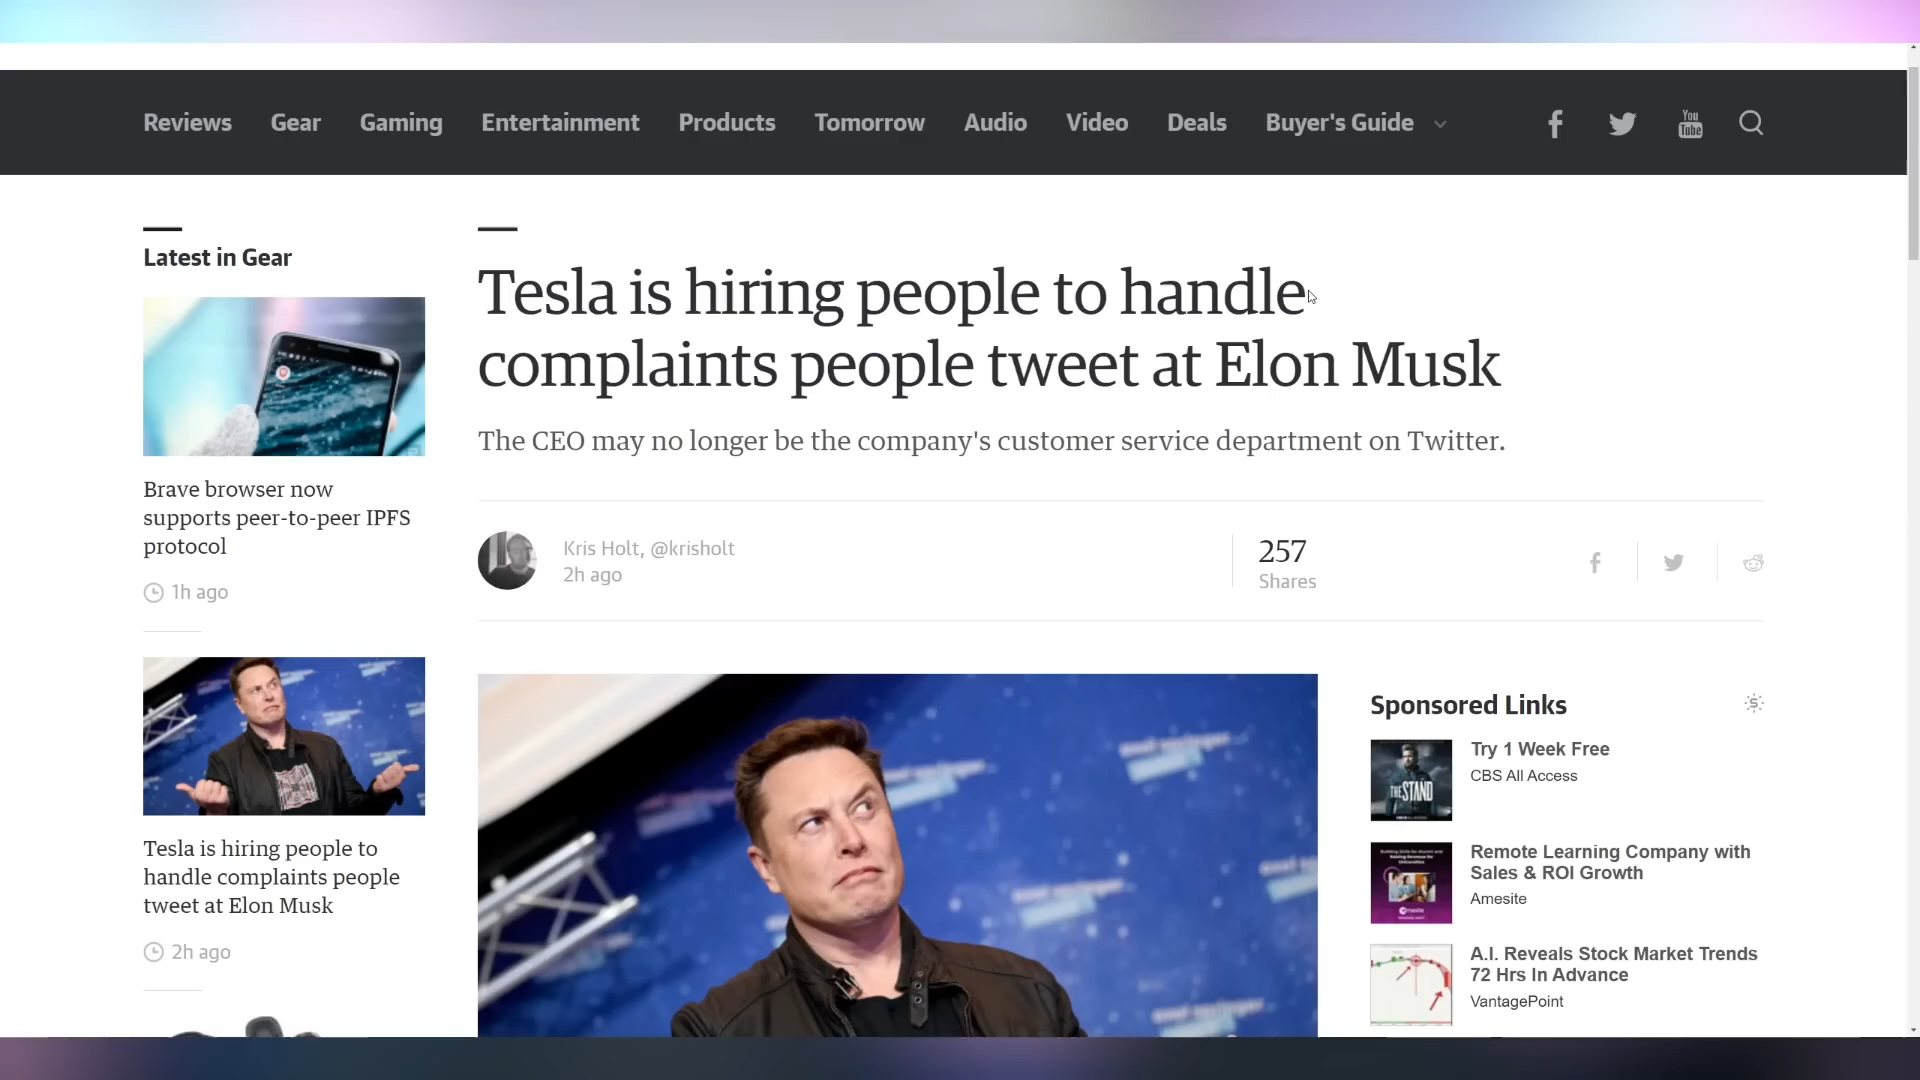 Reviews Gear Gaming Entertainment Products Tomorrow Audio Video Deals Buyer's Guide
You
Tube
Latest in Gear
Brave browser now
supports peer-to-peer IPFS
protocol
1h ago
Tesla is hiring people to
handle complaints people
tweet at Elon Musk
2h ago
Tesla is hiring people to handle
complaints people tweet at Elon Musk
The CEO may no longer be the company's customer service department on Twitter.
Kris Holt, @krisholt
2h ago
257
Shares
Sponsored Links
THE STAND
Try 1 Week Free
CBS All Access
Remote Learning Company with
Sales & ROI Growth
Amesite
A.I. Reveals Stock Market Trends
72 Hrs In Advance
VantagePoint